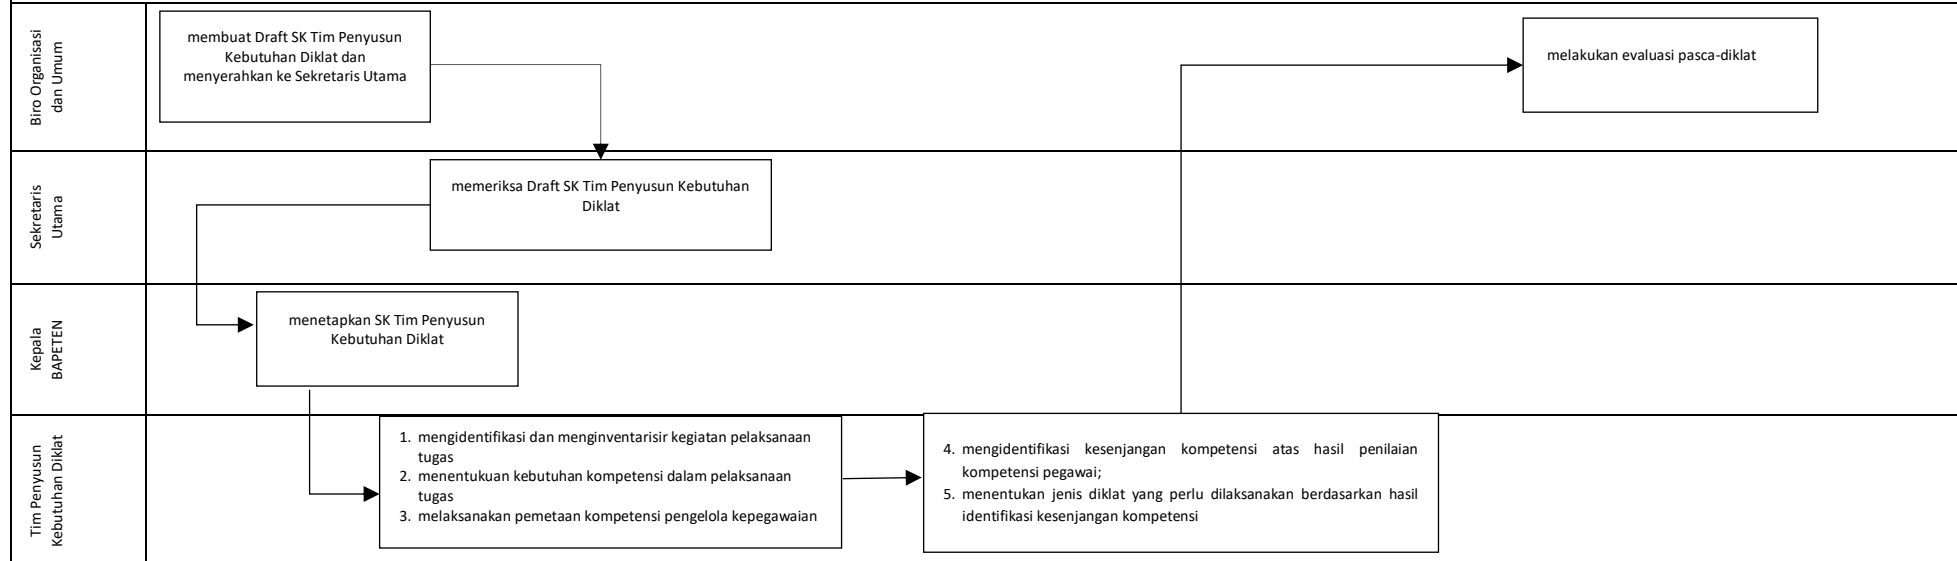 Biro Organisasi
dan Umum
membuat Draft SK Tim Penyusun
Kebutuhan Diklat dan
menyerahkan ke Sekretaris Utama
melakukan evaluasi pasca-diklat
Sekretaris
Utama
memeriksa Draft SK Tim Penyusun Kebutuhan
Diklat
Kepala
BAPETEN
menetapkan SK Tim Penyusun
Kebutuhan Diklat
Tim Penyusun
Kebutuhan Diklat
1. mengidentifikasi dan menginventarisir kegiatan pelaksanaan
tugas
2. menentukuan kebutuhan kompetensi dalam pelaksanaan
tugas
3. melaksanakan pemetaan kompetensi pengelola kepegawaian
4. mengidentifikasi kesenjangan kompetensi atas hasil penilaian
kompetensi pegawai;
5. menentukan jenis diklat yang perlu dilaksanakan berdasarkan hasil
identifikasi kesenjangan kompetensi